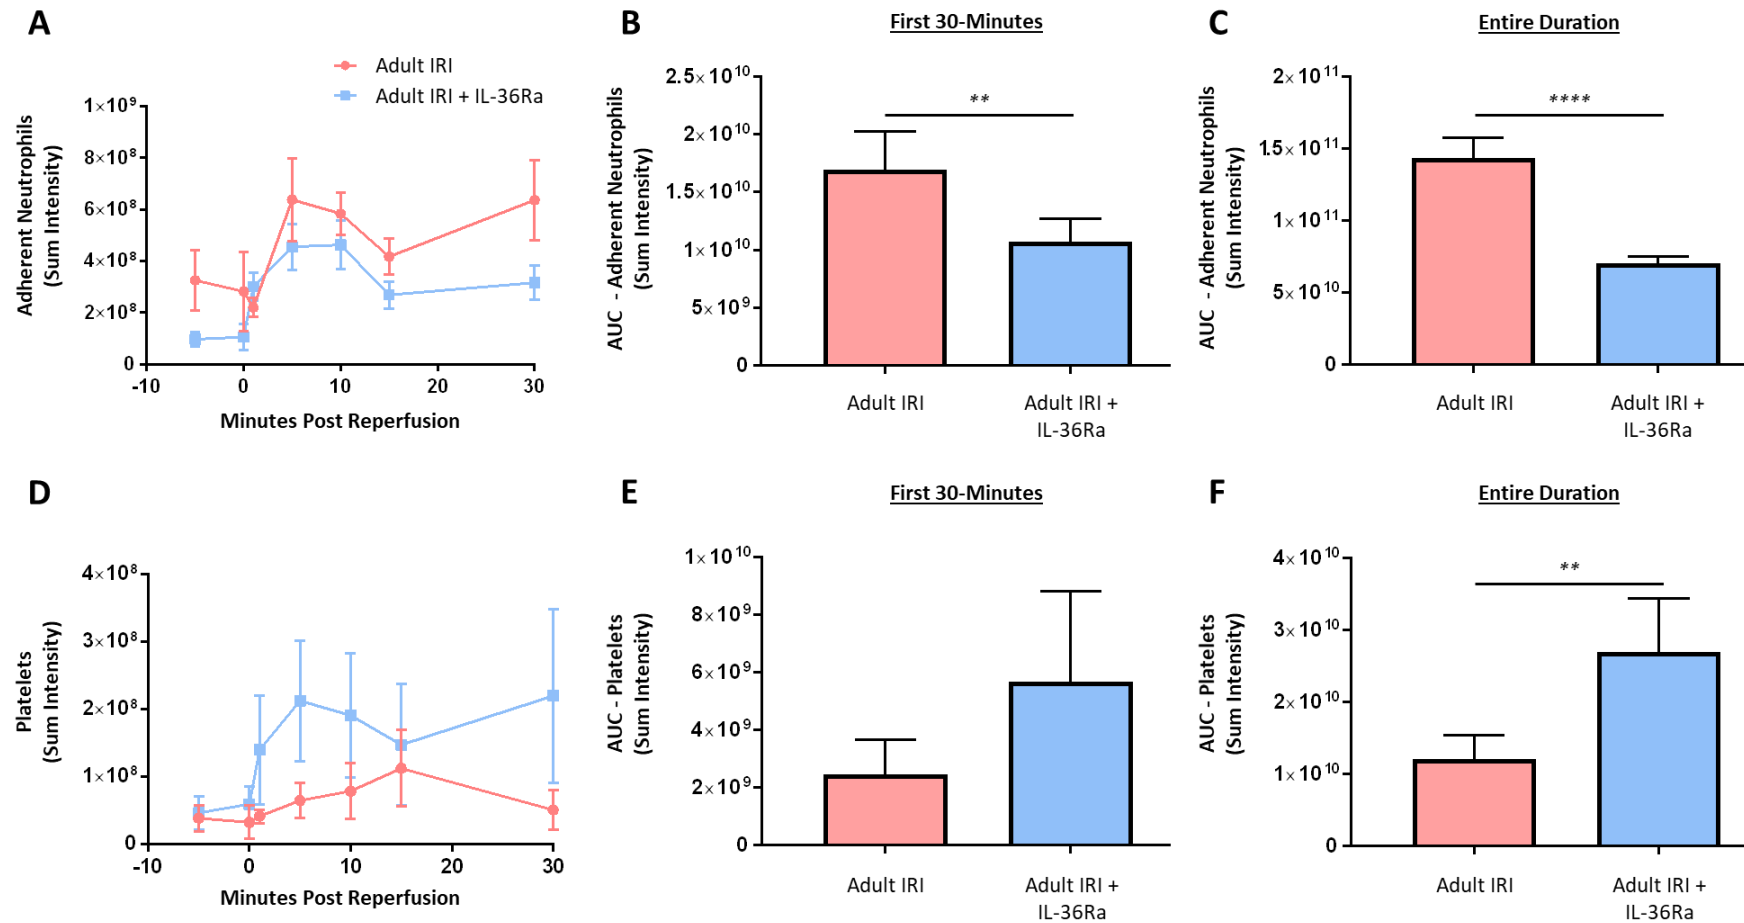 A
Adult IRI
Adult IRI + IL-36Ra
Adherent Neutrophils
(Sum Intensity)
1×10⁹
8×10⁸
6×10⁸
4×10⁸
2×10⁸
0
-10 0 10 20 30
Minutes Post Reperfusion
B
First 30-Minutes
AUC - Adherent Neutrophils
(Sum Intensity)
2.5×10¹⁰
2×10¹⁰
1.5×10¹⁰
1×10¹⁰
5×10⁹
0
**
Adult IRI
Adult IRI +
IL-36Ra
C
Entire Duration
AUC - Adherent Neutrophils
(Sum Intensity)
2×10¹¹
1.5×10¹¹
1×10¹¹
5×10¹⁰
0
****
Adult IRI
Adult IRI +
IL-36Ra
D
Platelets
(Sum Intensity)
4×10⁸
3×10⁸
2×10⁸
1×10⁸
0
-10 0 10 20 30
Minutes Post Reperfusion
E
First 30-Minutes
AUC - Platelets
(Sum Intensity)
1×10¹⁰
8×10⁹
6×10⁹
4×10⁹
2×10⁹
0
Adult IRI
Adult IRI +
IL-36Ra
F
Entire Duration
AUC - Platelets
(Sum Intensity)
4×10¹⁰
3×10¹⁰
2×10¹⁰
1×10¹⁰
0
**
Adult IRI
Adult IRI +
IL-36Ra